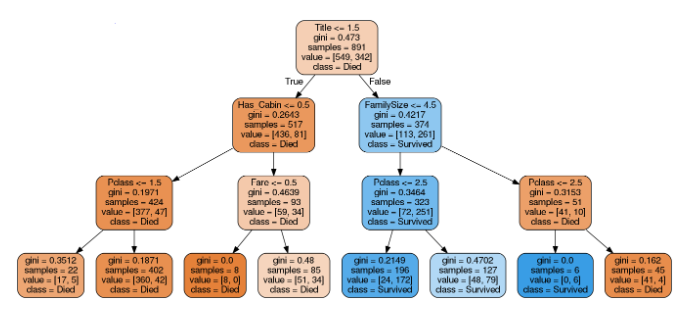 Title <= 1.5
gini = 0.473
samples = 891
value = [549, 342]
class = Died
True
False
Has_Cabin <= 0.5
gini = 0.2643
samples = 517
value = [436, 81]
class = Died
FamilySize <= 4.5
gini = 0.4217
samples = 374
value = [113, 261]
class = Survived
Pclass <= 1.5
gini = 0.1971
samples = 424
value = [377, 47]
class = Died
Fare <= 0.5
gini = 0.4639
samples = 93
value = [59, 34]
class = Died
Pclass <= 2.5
gini = 0.3464
samples = 323
value = [72, 251]
class = Survived
Pclass <= 2.5
gini = 0.3153
samples = 51
value = [41, 10]
class = Died
gini = 0.3512
samples = 22
value = [17, 5]
class = Died
gini = 0.1871
samples = 402
value = [360, 42]
class = Died
gini = 0.0
samples = 8
value = [8, 0]
class = Died
gini = 0.48
samples = 85
value = [51, 34]
class = Died
gini = 0.2149
samples = 196
value = [24, 172]
class = Survived
gini = 0.4702
samples = 127
value = [48, 79]
class = Survived
gini = 0.0
samples = 6
value = [0, 6]
class = Survived
gini = 0.162
samples = 45
value = [41, 4]
class = Died